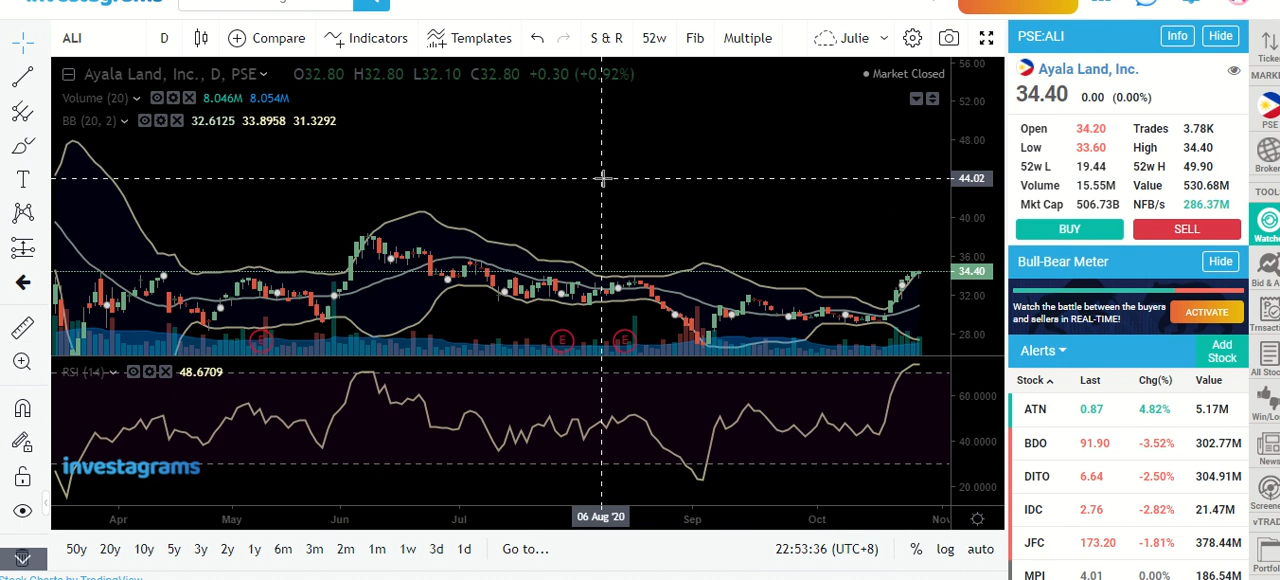 investagrams
ALI
D
Compare
Indicators
Templates
S & R
52w
Fib
Multiple
Julie
Ayala Land, Inc., D, PSE
O32.80 H32.80 L32.10 C32.80 +0.30 (+0.92%)
Market Closed
Volume (20) 8.046M 8.054M
BB (20, 2) 32.6125 33.8958 31.3292
56.00
52.00
48.00
44.02
40.00
36.00
34.40
32.00
28.00
E
E
E
RSI (14) 48.6709
60.0000
40.0000
20.0000
investagrams
Apr
May
Jun
Jul
06 Aug '20
Sep
Oct
Nov
50y 20y 10y 5y 3y 2y 1y 6m 3m 2m 1m 1w 3d 1d Go to...
22:53:36 (UTC+8) % log auto
Stock Charts by TradingView
PSE:ALI
Info
Hide
Ayala Land, Inc.
34.40 0.00 (0.00%)
Open 34.20 Trades 3.78K
Low 33.60 High 34.40
52w L 19.44 52w H 49.90
Volume 15.55M Value 530.68M
Mkt Cap 506.73B NFB/s 286.37M
BUY
SELL
Bull-Bear Meter
Hide
Watch the battle between the buyers
and sellers in REAL-TIME!
ACTIVATE
Alerts
Add
Stock
Stock Last Chg(%) Value
ATN 0.87 4.82% 5.17M
BDO 91.90 -3.52% 302.77M
DITO 6.64 -2.50% 304.91M
IDC 2.76 -2.82% 21.47M
JFC 173.20 -1.81% 378.44M
MPI 4.01 0.00% 186.54M
PSE
TOOL
News